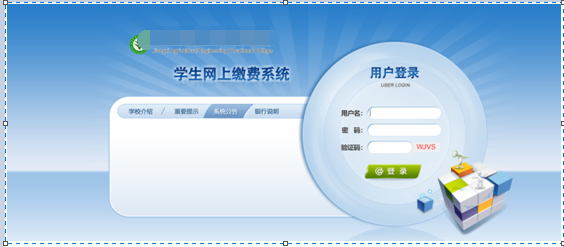 学生网上缴费系统
学校介绍 / 重要提示 系统公告 银行说明
用户登录
USER LOGIN
用户名：
密 码：
验证码： WJVS
登 录